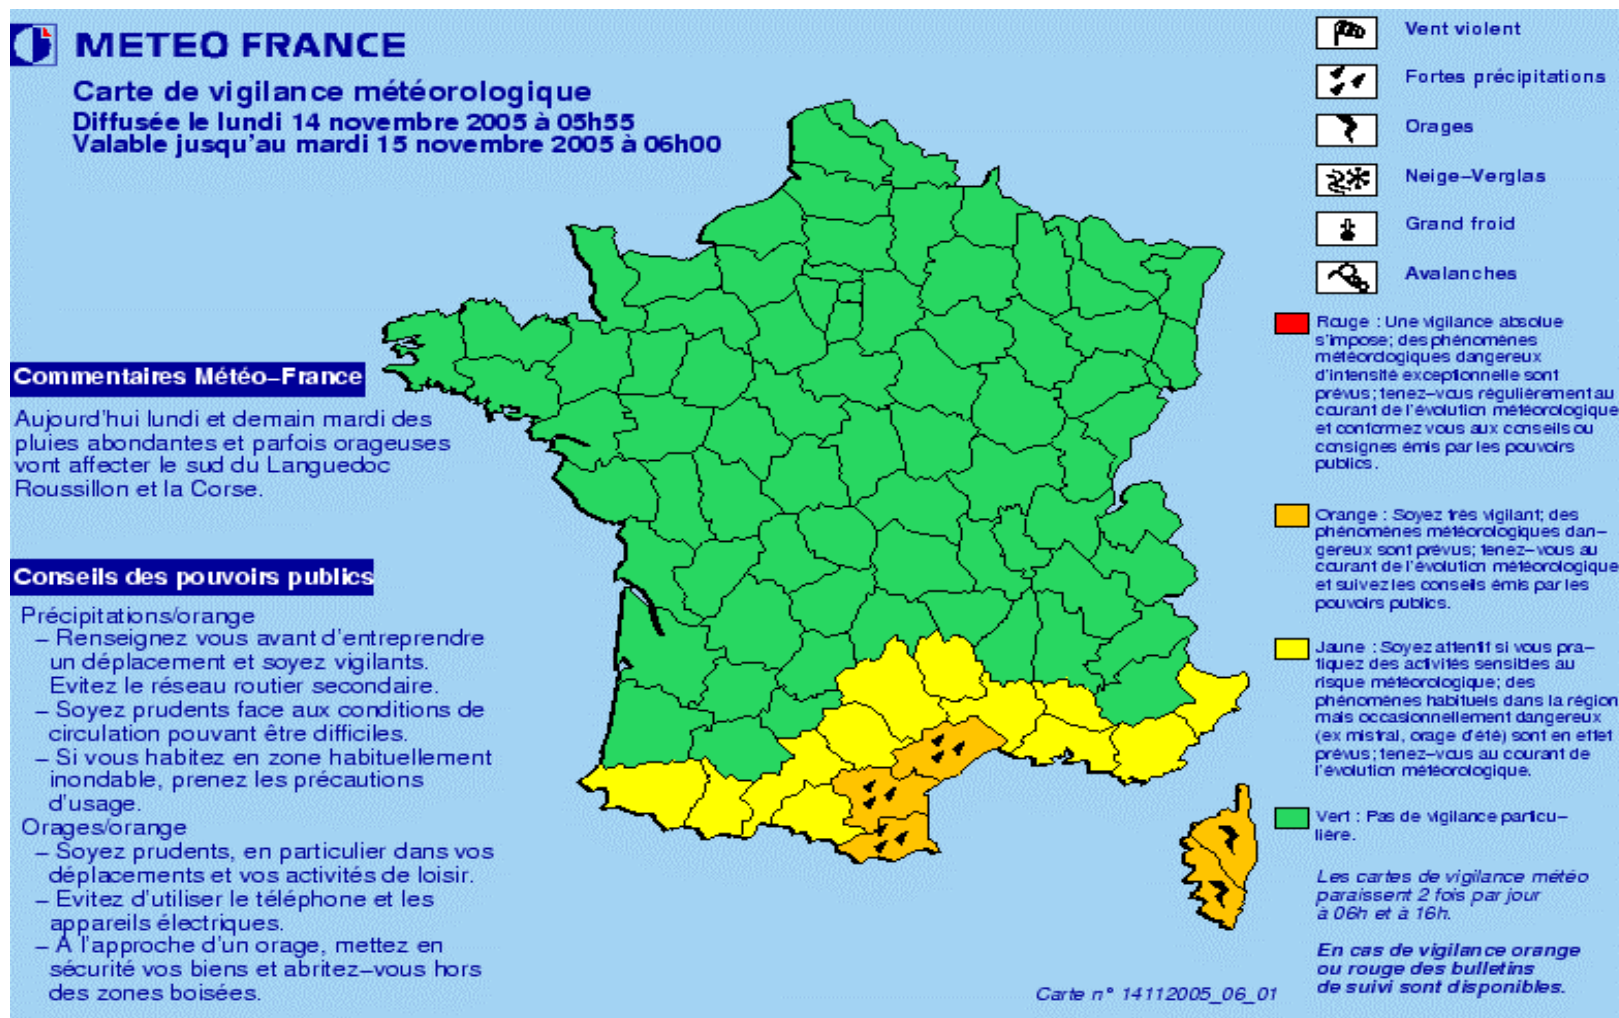 METEO FRANCE
Carte de vigilance météorologique
Diffusée le lundi 14 novembre 2005 à 05h55
Valable jusqu'au mardi 15 novembre 2005 à 06h00
Commentaires Météo–France
Aujourd'hui lundi et demain mardi des
pluies abondantes et parfois orageuses
vont affecter le sud du Languedoc
Roussillon et la Corse.
Conseils des pouvoirs publics
Précipitations/orange
– Renseignez vous avant d'entreprendre
un déplacement et soyez vigilants.
Evitez le réseau routier secondaire.
– Soyez prudents face aux conditions de
circulation pouvant être difficiles.
– Si vous habitez en zone habituellement
inondable, prenez les précautions
d'usage.
Orages/orange
– Soyez prudents, en particulier dans vos
déplacements et vos activités de loisir.
– Evitez d'utiliser le téléphone et les
appareils électriques.
– A l'approche d'un orage, mettez en
sécurité vos biens et abritez–vous hors
des zones boisées.
Vent violent
Fortes précipitations
Orages
Neige–Verglas
Grand froid
Avalanches
Rouge : Une vigilance absolue
s'impose; des phénomènes
météorologiques dangereux
d'intensité exceptionnelle sont
prévus; tenez–vous régulièrement au
courant de l'évolution météorologique
et conformez vous aux conseils ou
consignes émis par les pouvoirs
publics.
Orange : Soyez très vigilant; des
phénomènes météorologiques dan–
gereux sont prévus; tenez–vous au
courant de l'évolution météorologique
et suivez les conseils émis par les
pouvoirs publics.
Jaune : Soyez attentif si vous pra–
tiquez des activités sensibles au
risque météorologique; des
phénomènes habituels dans la région
mais occasionnellement dangereux
(ex mistral, orage d'été) sont en effet
prévus; tenez–vous au courant de
l'évolution météorologique.
Vert : Pas de vigilance particu–
lière.
Les cartes de vigilance météo
paraissent 2 fois par jour
à 06h et à 16h.
En cas de vigilance orange
ou rouge des bulletins
de suivi sont disponibles.
Carte n° 14112005_06_01